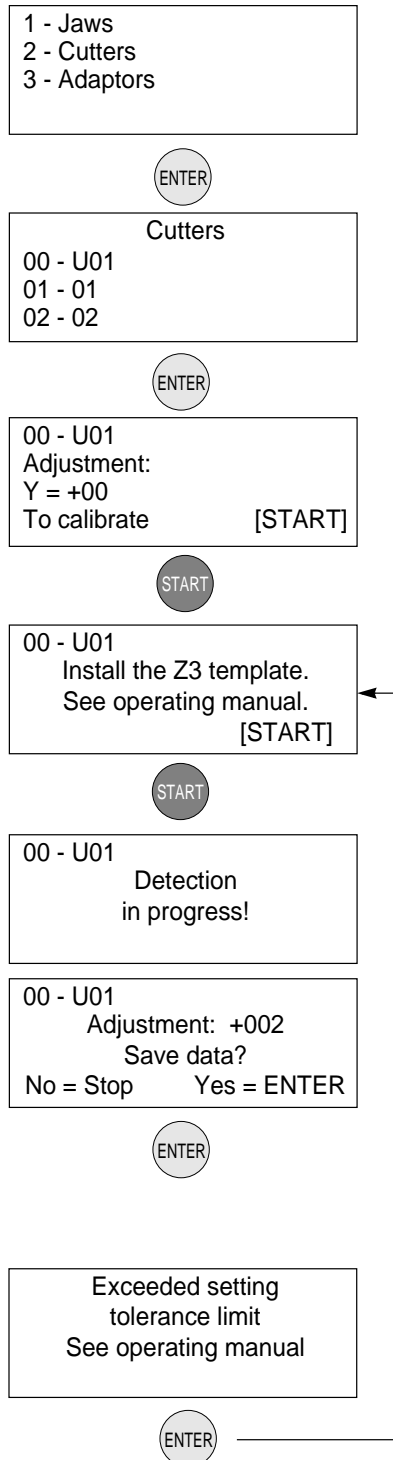 1 - Jaws
2 - Cutters
3 - Adaptors
ENTER
Cutters
00 - U01
01 - 01
02 - 02
ENTER
00 - U01
Adjustment:
Y = +00
To calibrate [START]
START
00 - U01
Install the Z3 template.
See operating manual.
[START]
START
00 - U01
Detection
in progress!
00 - U01
Adjustment: +002
Save data?
No = Stop Yes = ENTER
ENTER
Exceeded setting
tolerance limit
See operating manual
ENTER